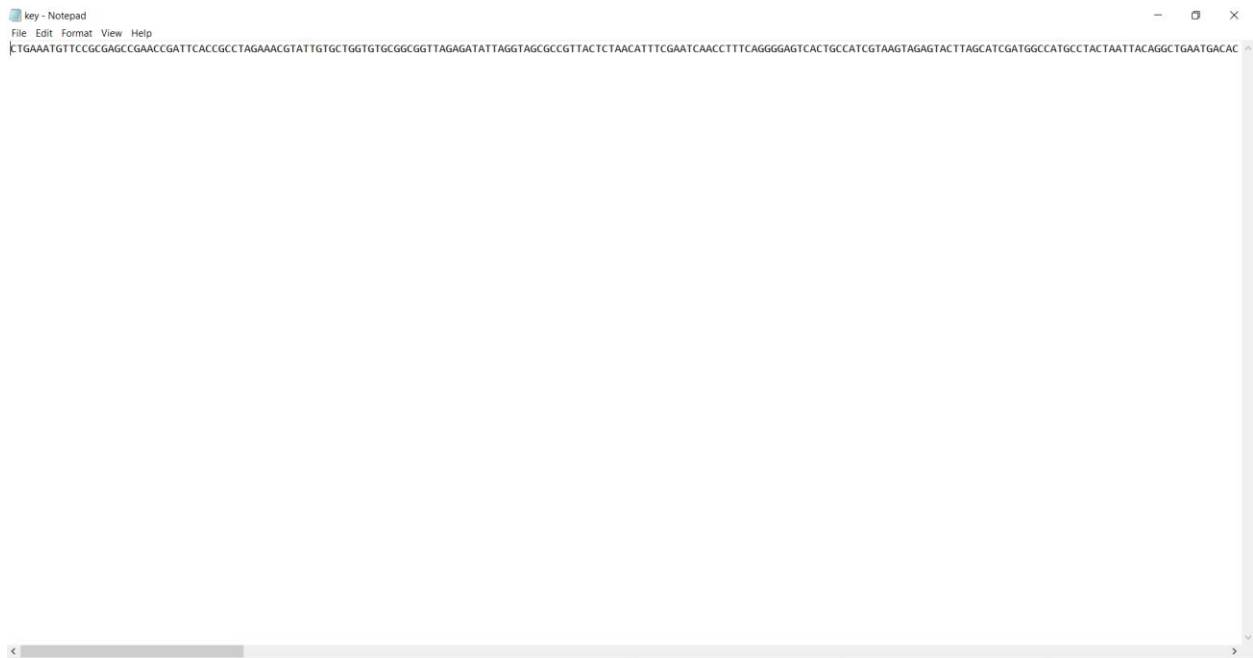 key - Notepad
File Edit Format View Help
CTGAAATGTTCCGCGAGCCGAACCGATTCACCGCCTAGAAACGTATTGTGCTGGTGTGCGGCGGTTAGAGATATTAGGTAGCGCCGTTACTCTAACATTTCGAATCAACCTTTCAGGGGAGTCACTGCCATCGTAAGTAGAGTACTTAGCATCGATGGCCATGCCTACTAATTACAGGCTGAATGACAC